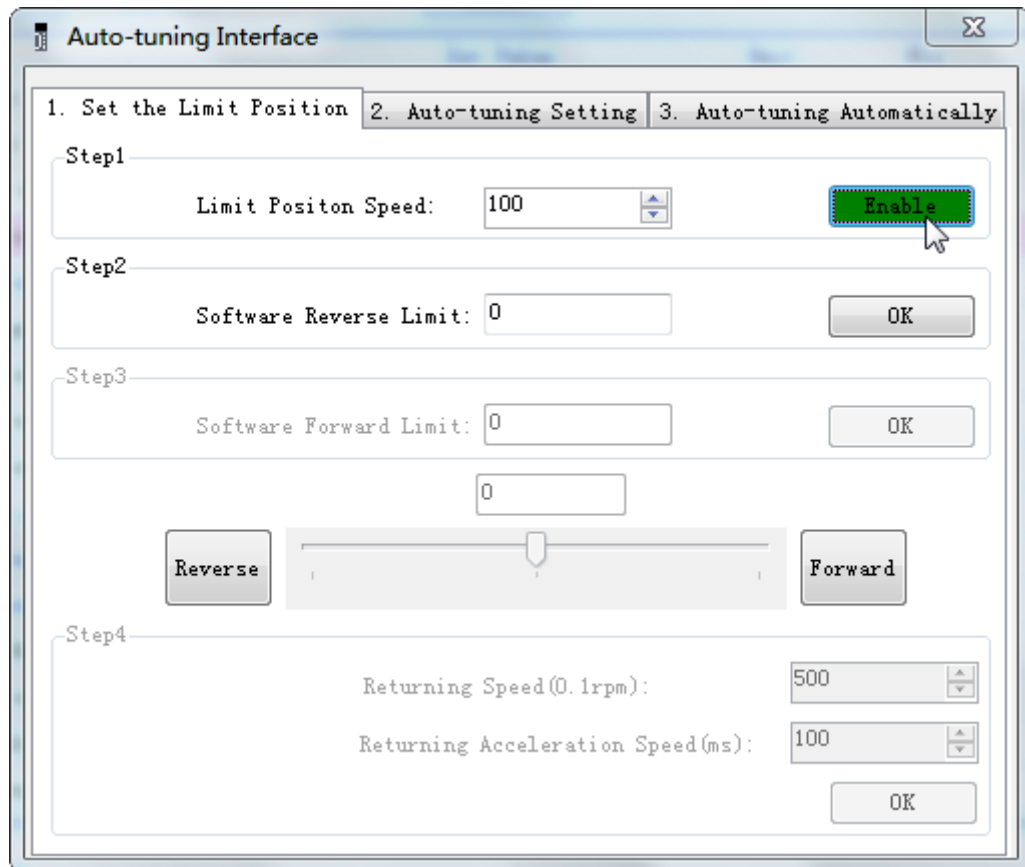 Auto-tuning Interface
1. Set the Limit Position 2. Auto-tuning Setting 3. Auto-tuning Automatically
Step1
Limit Positon Speed: 100 Enable
Step2
Software Reverse Limit: 0 OK
Step3
Software Forward Limit: 0 OK
0
Reverse Forward
Step4
Returning Speed(0.1rpm): 500
Returning Acceleration Speed(ms): 100
OK